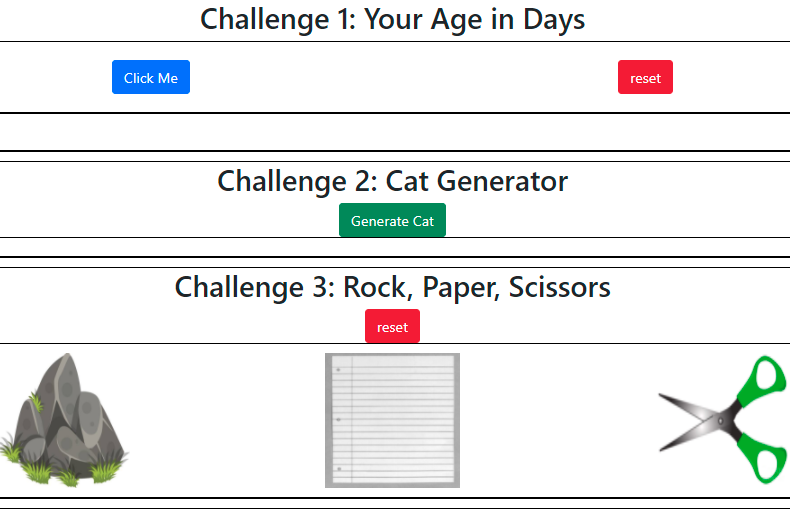 Challenge 1: Your Age in Days
Click Me
reset
Challenge 2: Cat Generator
Generate Cat
Challenge 3: Rock, Paper, Scissors
reset